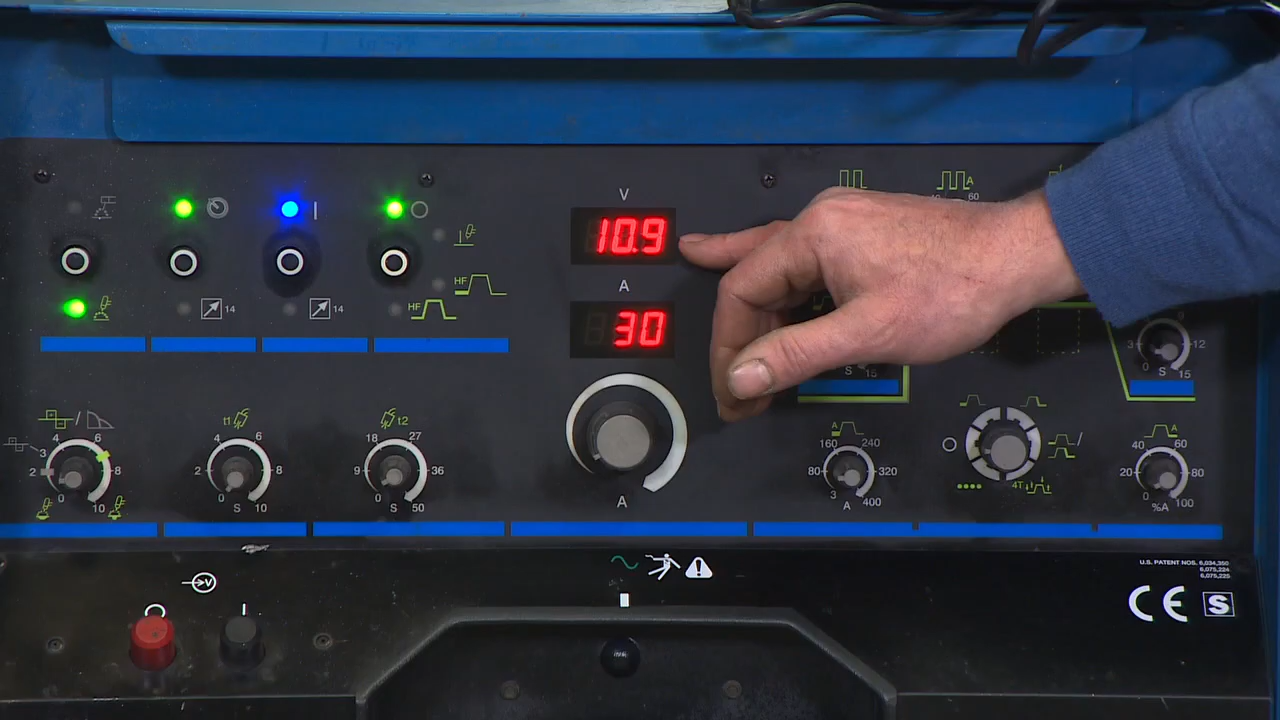 V
10.9
A
30
A
14
14
HF
HF
A
60
S
15
3
12
0
S
15
4
6
3
2
8
0
10
t1
4
6
2
8
0
S
10
t2
18
27
9
36
0
S
50
A
160
240
80
320
3
A
400
4T
A
40
60
20
80
0
%A
100
V
I
U.S. PATENT NOS. 6,034,350
6,075,224
6,075,225
CE
S